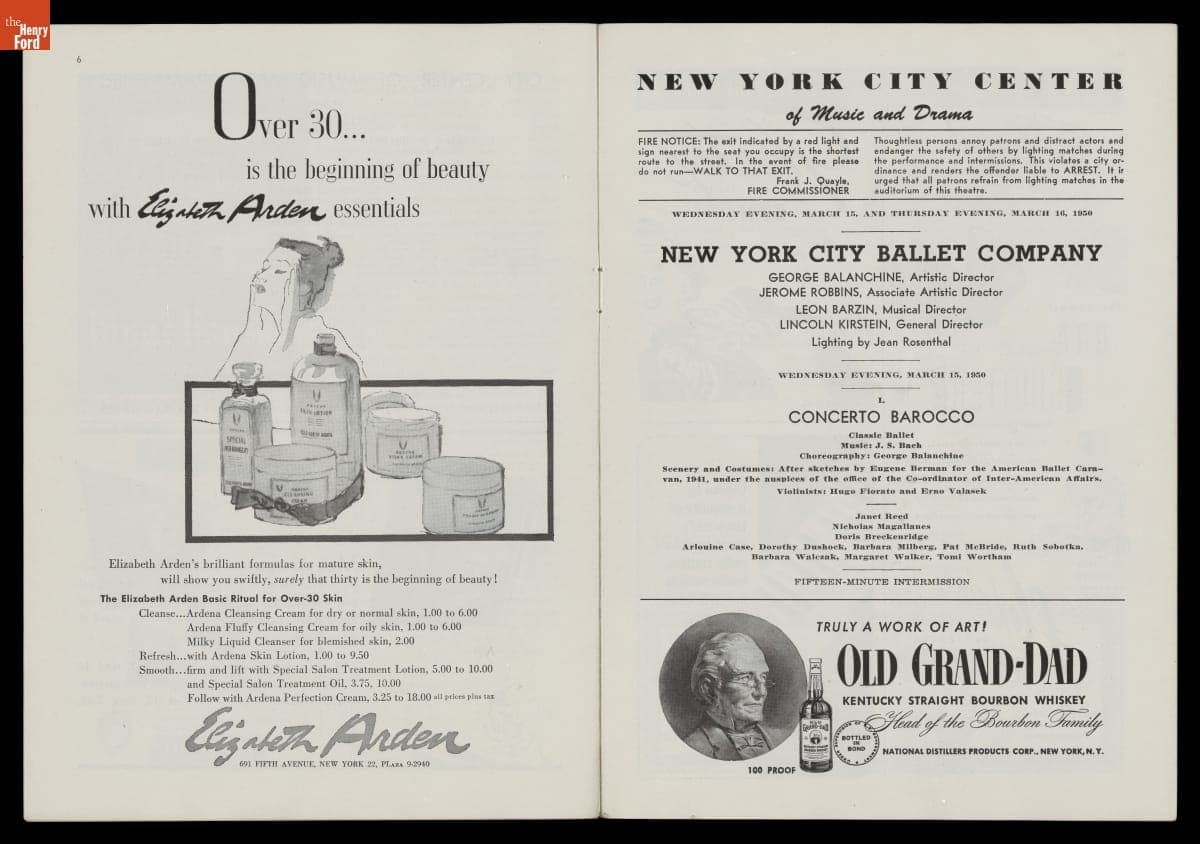 the
Henry
Ford
6
Over 30...
is the beginning of beauty
with Elizabeth Arden essentials
ARDENA
SKIN LOTION
SPECIAL
ARDENA
CLEANSING
CREAM
Elizabeth Arden's brilliant formulas for mature skin,
will show you swiftly, surely that thirty is the beginning of beauty!
The Elizabeth Arden Basic Ritual for Over-30 Skin
Cleanse...Ardena Cleansing Cream for dry or normal skin, 1.00 to 6.00
Ardena Fluffy Cleansing Cream for oily skin, 1.00 to 6.00
Milky Liquid Cleanser for blemished skin, 2.00
Refresh...with Ardena Skin Lotion, 1.00 to 9.50
Smooth...firm and lift with Special Salon Treatment Lotion, 5.00 to 10.00
and Special Salon Treatment Oil, 3.75, 10.00
Follow with Ardena Perfection Cream, 3.25 to 18.00 all prices plus tax
Elizabeth Arden
691 FIFTH AVENUE, NEW YORK 22, PLAZA 9-2940
NEW YORK CITY CENTER
of Music and Drama
FIRE NOTICE: The exit indicated by a red light and
sign nearest to the seat you occupy is the shortest
route to the street. In the event of fire please
do not run—WALK TO THAT EXIT.
Frank J. Quayle,
FIRE COMMISSIONER
Thoughtless persons annoy patrons and distract actors and
endanger the safety of others by lighting matches during
the performance and intermissions. This violates a city or-
dinance and renders the offender liable to ARREST. It is
urged that all patrons refrain from lighting matches in the
auditorium of this theatre.
WEDNESDAY EVENING, MARCH 15, AND THURSDAY EVENING, MARCH 16, 1950
NEW YORK CITY BALLET COMPANY
GEORGE BALANCHINE, Artistic Director
JEROME ROBBINS, Associate Artistic Director
LEON BARZIN, Musical Director
LINCOLN KIRSTEIN, General Director
Lighting by Jean Rosenthal
WEDNESDAY EVENING, MARCH 15, 1950
I.
CONCERTO BAROCCO
Classic Ballet
Music: J. S. Bach
Choreography: George Balanchine
Scenery and Costumes: After sketches by Eugene Berman for the American Ballet Cara-
van, 1941, under the auspices of the office of the Co-ordinator of Inter-American Affairs.
Violinists: Hugo Fiorato and Erno Valasek
Janet Reed
Nicholas Magallanes
Doris Breckenridge
Arlouine Case, Dorothy Dushock, Barbara Milberg, Pat McBride, Ruth Sobotka,
Barbara Walczak, Margaret Walker, Tomi Wortham
FIFTEEN-MINUTE INTERMISSION
TRULY A WORK OF ART!
OLD GRAND-DAD
KENTUCKY STRAIGHT BOURBON WHISKEY
Head of the Bourbon Family
BOTTLED
IN
BOND
NATIONAL DISTILLERS PRODUCTS CORP., NEW YORK, N.Y.
100 PROOF